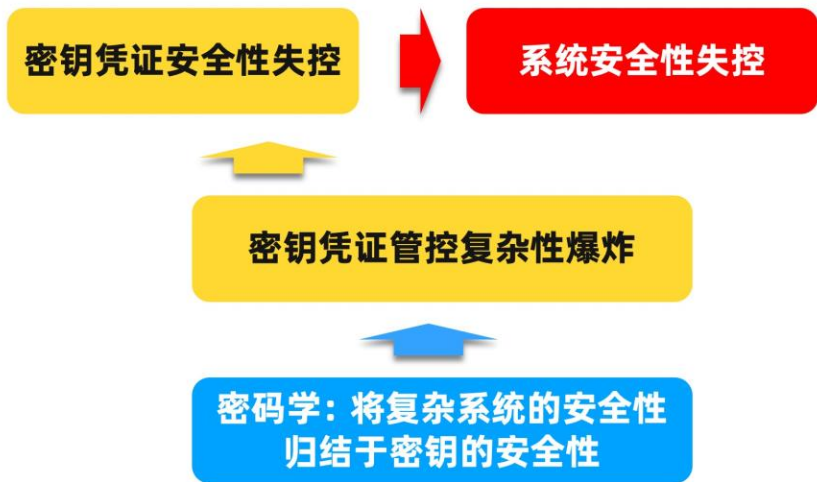 密钥凭证安全性失控
系统安全性失控
密钥凭证管控复杂性爆炸
密码学：将复杂系统的安全性
归结于密钥的安全性